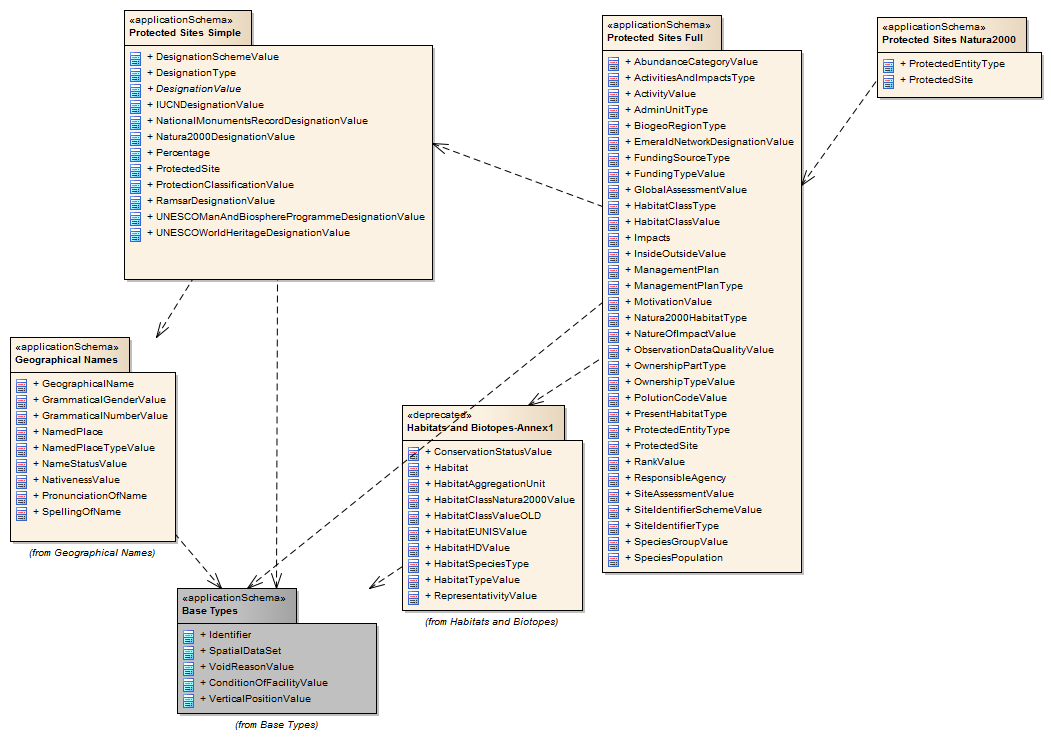 «applicationSchema»
Protected Sites Simple
+ DesignationSchemeValue
+ DesignationType
+ DesignationValue
+ IUCNDesignationValue
+ NationalMonumentsRecordDesignationValue
+ Natura2000DesignationValue
+ Percentage
+ ProtectedSite
+ ProtectionClassificationValue
+ RamsarDesignationValue
+ UNESCOManAndBiosphereProgrammeDesignationValue
+ UNESCOWorldHeritageDesignationValue
«applicationSchema»
Protected Sites Full
+ AbundanceCategoryValue
+ ActivitiesAndImpactsType
+ ActivityValue
+ AdminUnitType
+ BiogeoRegionType
+ EmeraldNetworkDesignationValue
+ FundingSourceType
+ FundingTypeValue
+ GlobalAssessmentValue
+ HabitatClassType
+ HabitatClassValue
+ Impacts
+ InsideOutsideValue
+ ManagementPlan
+ ManagementPlanType
+ MotivationValue
+ Natura2000HabitatType
+ NatureOfImpactValue
+ ObservationDataQualityValue
+ OwnershipPartType
+ OwnershipTypeValue
+ PolutionCodeValue
+ PresentHabitatType
+ ProtectedEntityType
+ ProtectedSite
+ RankValue
+ ResponsibleAgency
+ SiteAssessmentValue
+ SiteIdentifierSchemeValue
+ SiteIdentifierType
+ SpeciesGroupValue
+ SpeciesPopulation
«applicationSchema»
Protected Sites Natura2000
+ ProtectedEntityType
+ ProtectedSite
«applicationSchema»
Geographical Names
+ GeographicalName
+ GrammaticalGenderValue
+ GrammaticalNumberValue
+ NamedPlace
+ NamedPlaceTypeValue
+ NameStatusValue
+ NativenessValue
+ PronunciationOfName
+ SpellingOfName
(from Geographical Names)
«deprecated»
Habitats and Biotopes-Annex1
+ ConservationStatusValue
+ Habitat
+ HabitatAggregationUnit
+ HabitatClassNatura2000Value
+ HabitatClassValueOLD
+ HabitatEUNISValue
+ HabitatHDValue
+ HabitatSpeciesType
+ HabitatTypeValue
+ RepresentativityValue
(from Habitats and Biotopes)
«applicationSchema»
Base Types
+ Identifier
+ SpatialDataSet
+ VoidReasonValue
+ ConditionOfFacilityValue
+ VerticalPositionValue
(from Base Types)